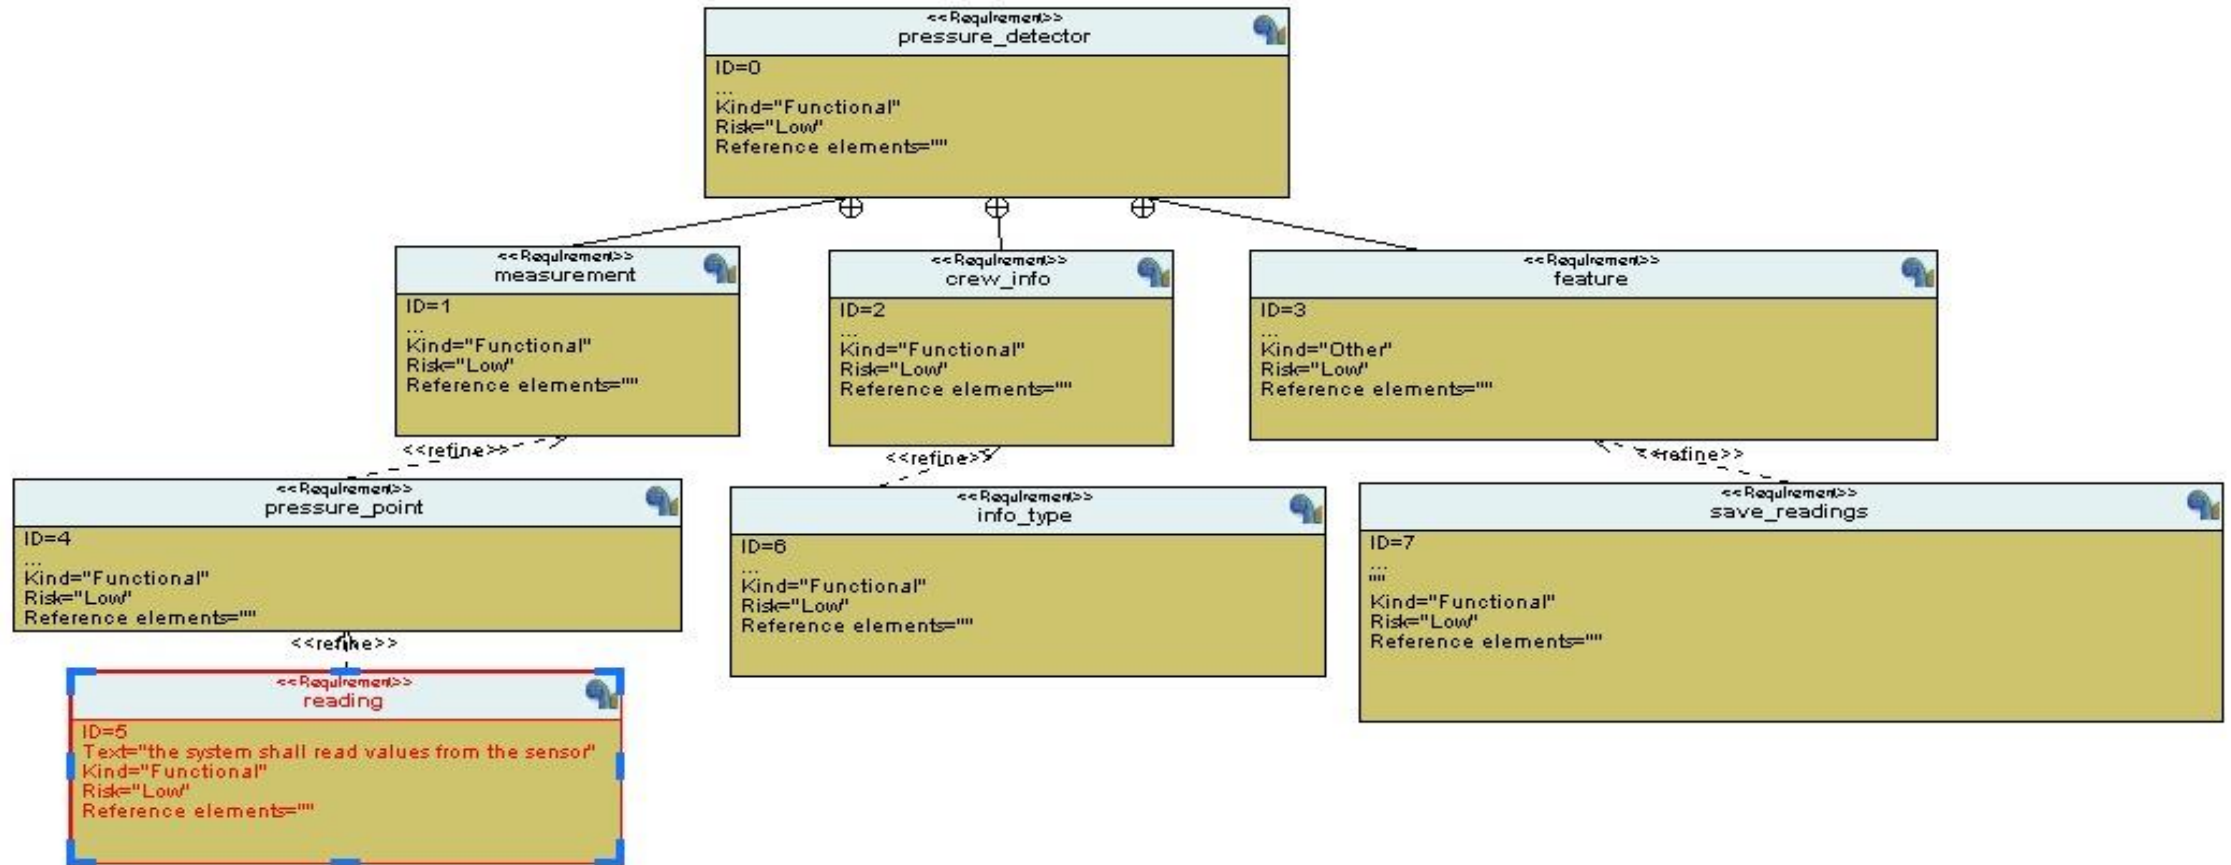 <<Requirement>>
pressure_detector
ID=0
...
Kind="Functional"
Risk="Low"
Reference elements=""
<<Requirement>>
measurement
ID=1
...
Kind="Functional"
Risk="Low"
Reference elements=""
<<Requirement>>
crew_info
ID=2
...
Kind="Functional"
Risk="Low"
Reference elements=""
<<Requirement>>
feature
ID=3
...
Kind="Other"
Risk="Low"
Reference elements=""
<<refine>>
<<refine>>
<<refine>>
<<Requirement>>
pressure_point
ID=4
...
Kind="Functional"
Risk="Low"
Reference elements=""
<<Requirement>>
info_type
ID=6
...
Kind="Functional"
Risk="Low"
Reference elements=""
<<Requirement>>
save_readings
ID=7
...
""
Kind="Functional"
Risk="Low"
Reference elements=""
<<refine>>
<<Requirement>>
reading
ID=5
Text="the system shall read values from the sensor"
Kind="Functional"
Risk="Low"
Reference elements=""